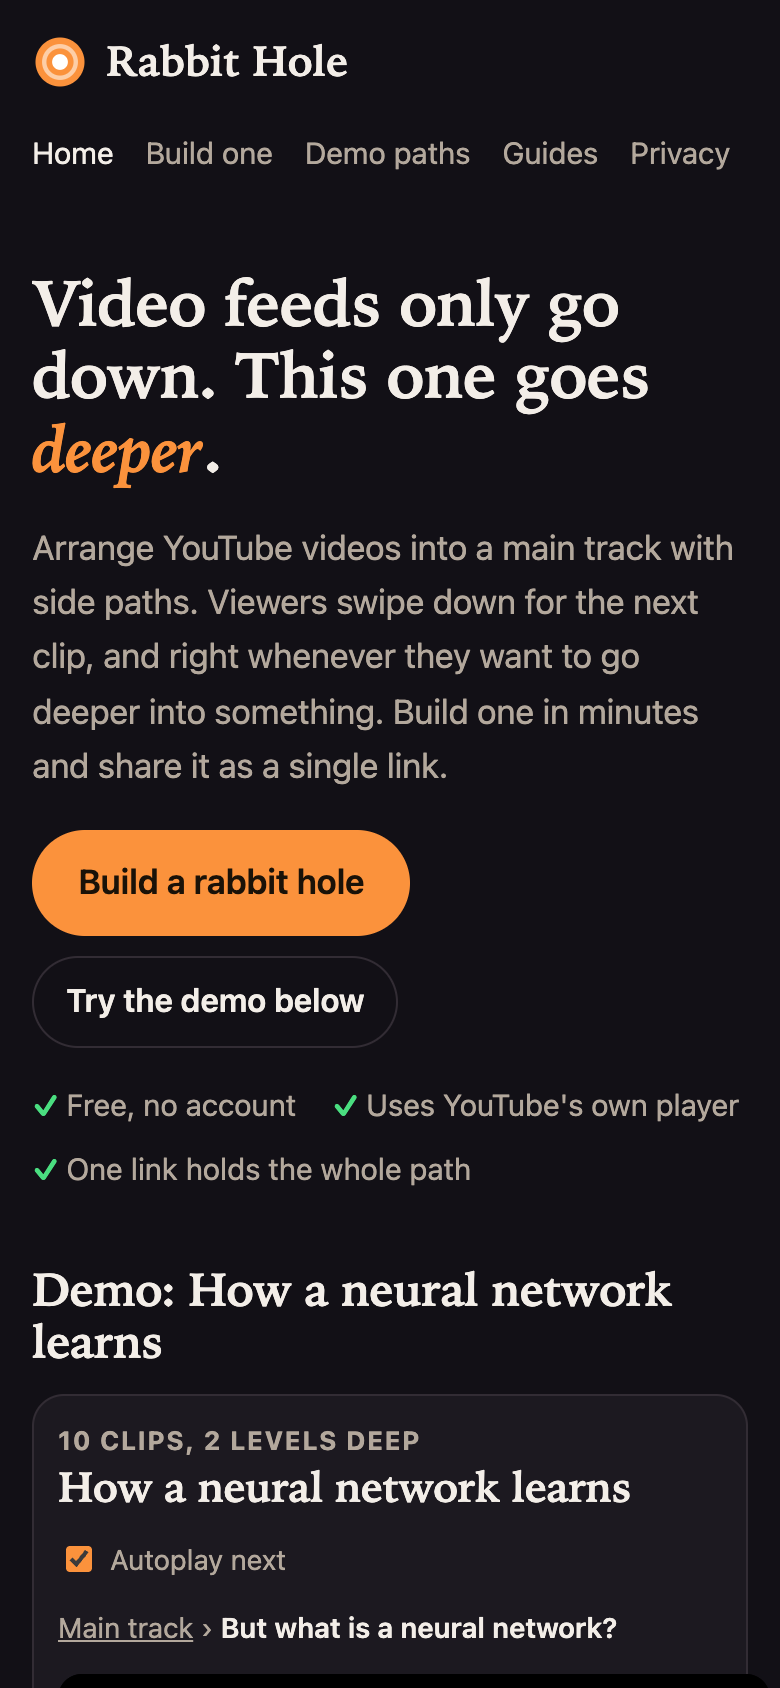 Rabbit Hole
Home Build one Demo paths Guides Privacy
Video feeds only go
down. This one goes
deeper.
Arrange YouTube videos into a main track with
side paths. Viewers swipe down for the next
clip, and right whenever they want to go
deeper into something. Build one in minutes
and share it as a single link.
Build a rabbit hole
Try the demo below
Free, no account Uses YouTube's own player
One link holds the whole path
Demo: How a neural network
learns
10 CLIPS, 2 LEVELS DEEP
How a neural network learns
Autoplay next
Main track › But what is a neural network?